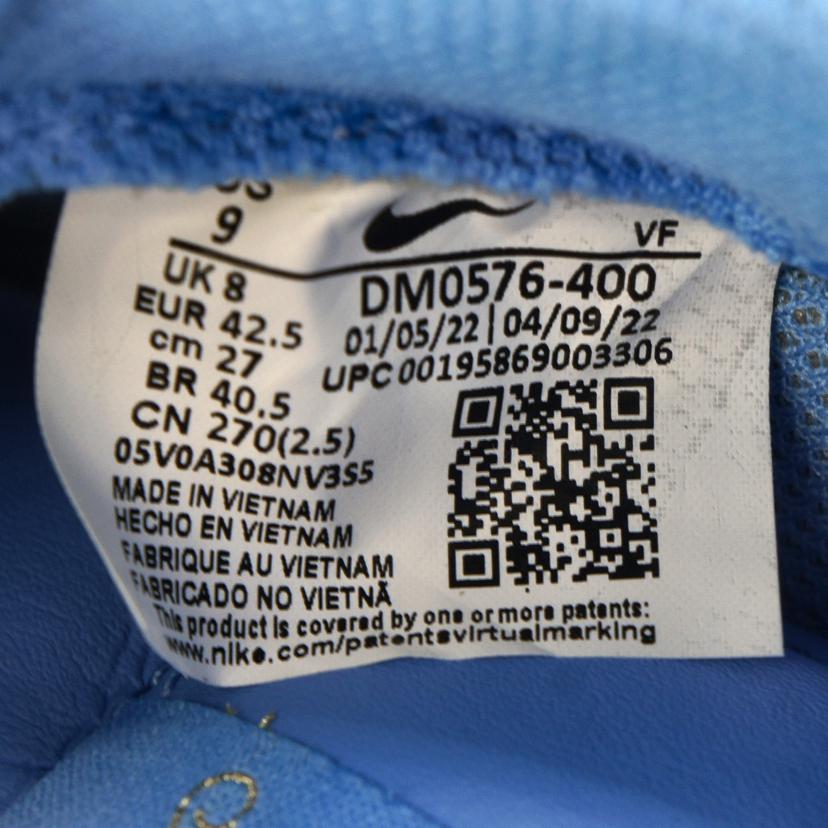 US
9
VF
UK 8
EUR 42.5
cm 27
BR 40.5
CN 270(2.5)
05V0A308NV3S5
DM0576-400
01/05/22|04/09/22
UPC 00195869003306
MADE IN VIETNAM
HECHO EN VIETNAM
FABRIQUE AU VIETNAM
FABRICADO NO VIETNÃ
This product is covered by one or more patents:
www.nike.com/patentsvirtualmarking